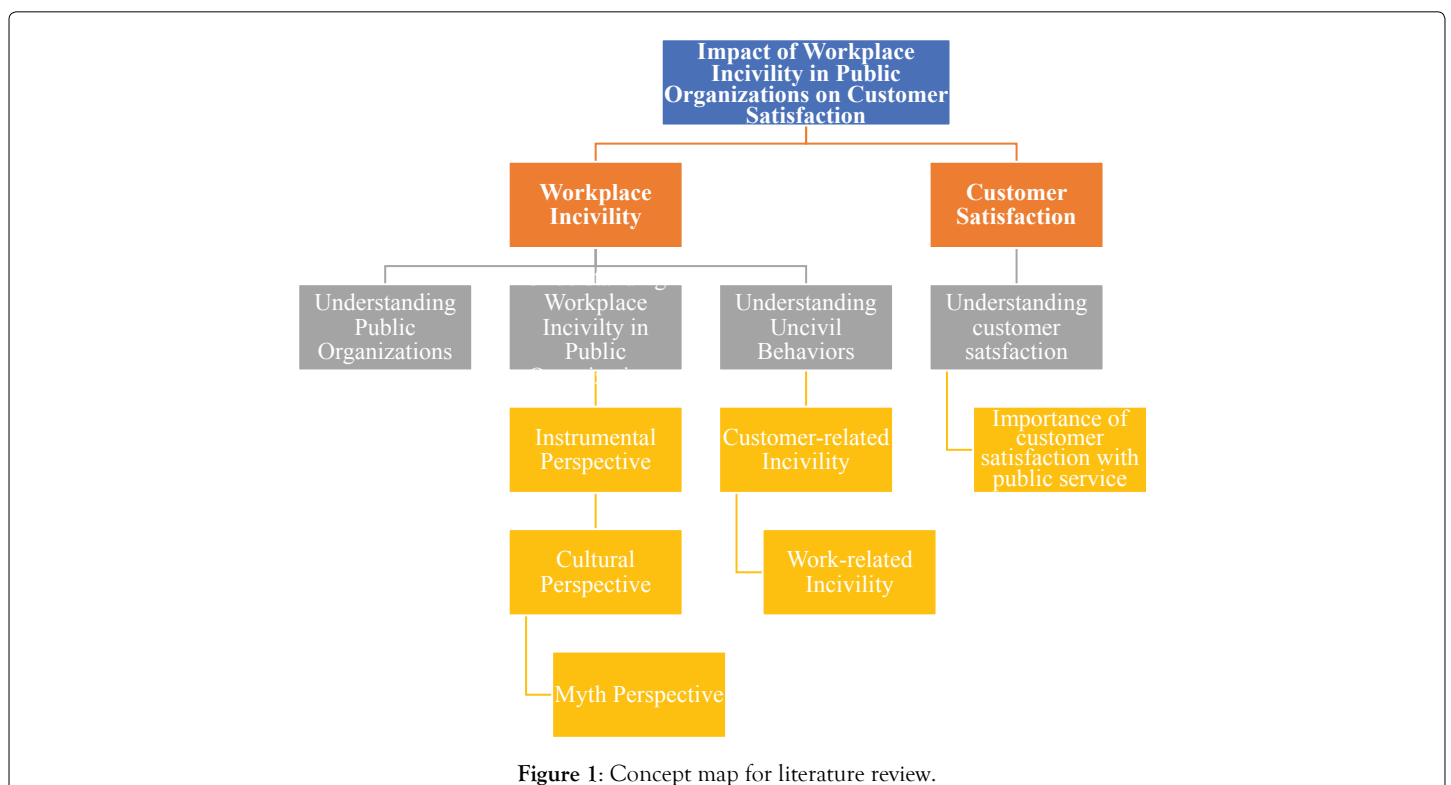 Impact of Workplace
Incivility in Public
Organizations on Customer
Satisfaction
Workplace
Incivility
Customer
Satisfaction
Understanding
Public
Organizations
Workplace
Incivilty in
Public
Understanding
Uncivil
Behaviors
Understanding
customer
satsfaction
Instrumental
Perspective
Customer-related
Incivility
Importance of
customer
satisfaction with
public service
Cultural
Perspective
Work-related
Incivility
Myth Perspective
Figure 1: Concept map for literature review.